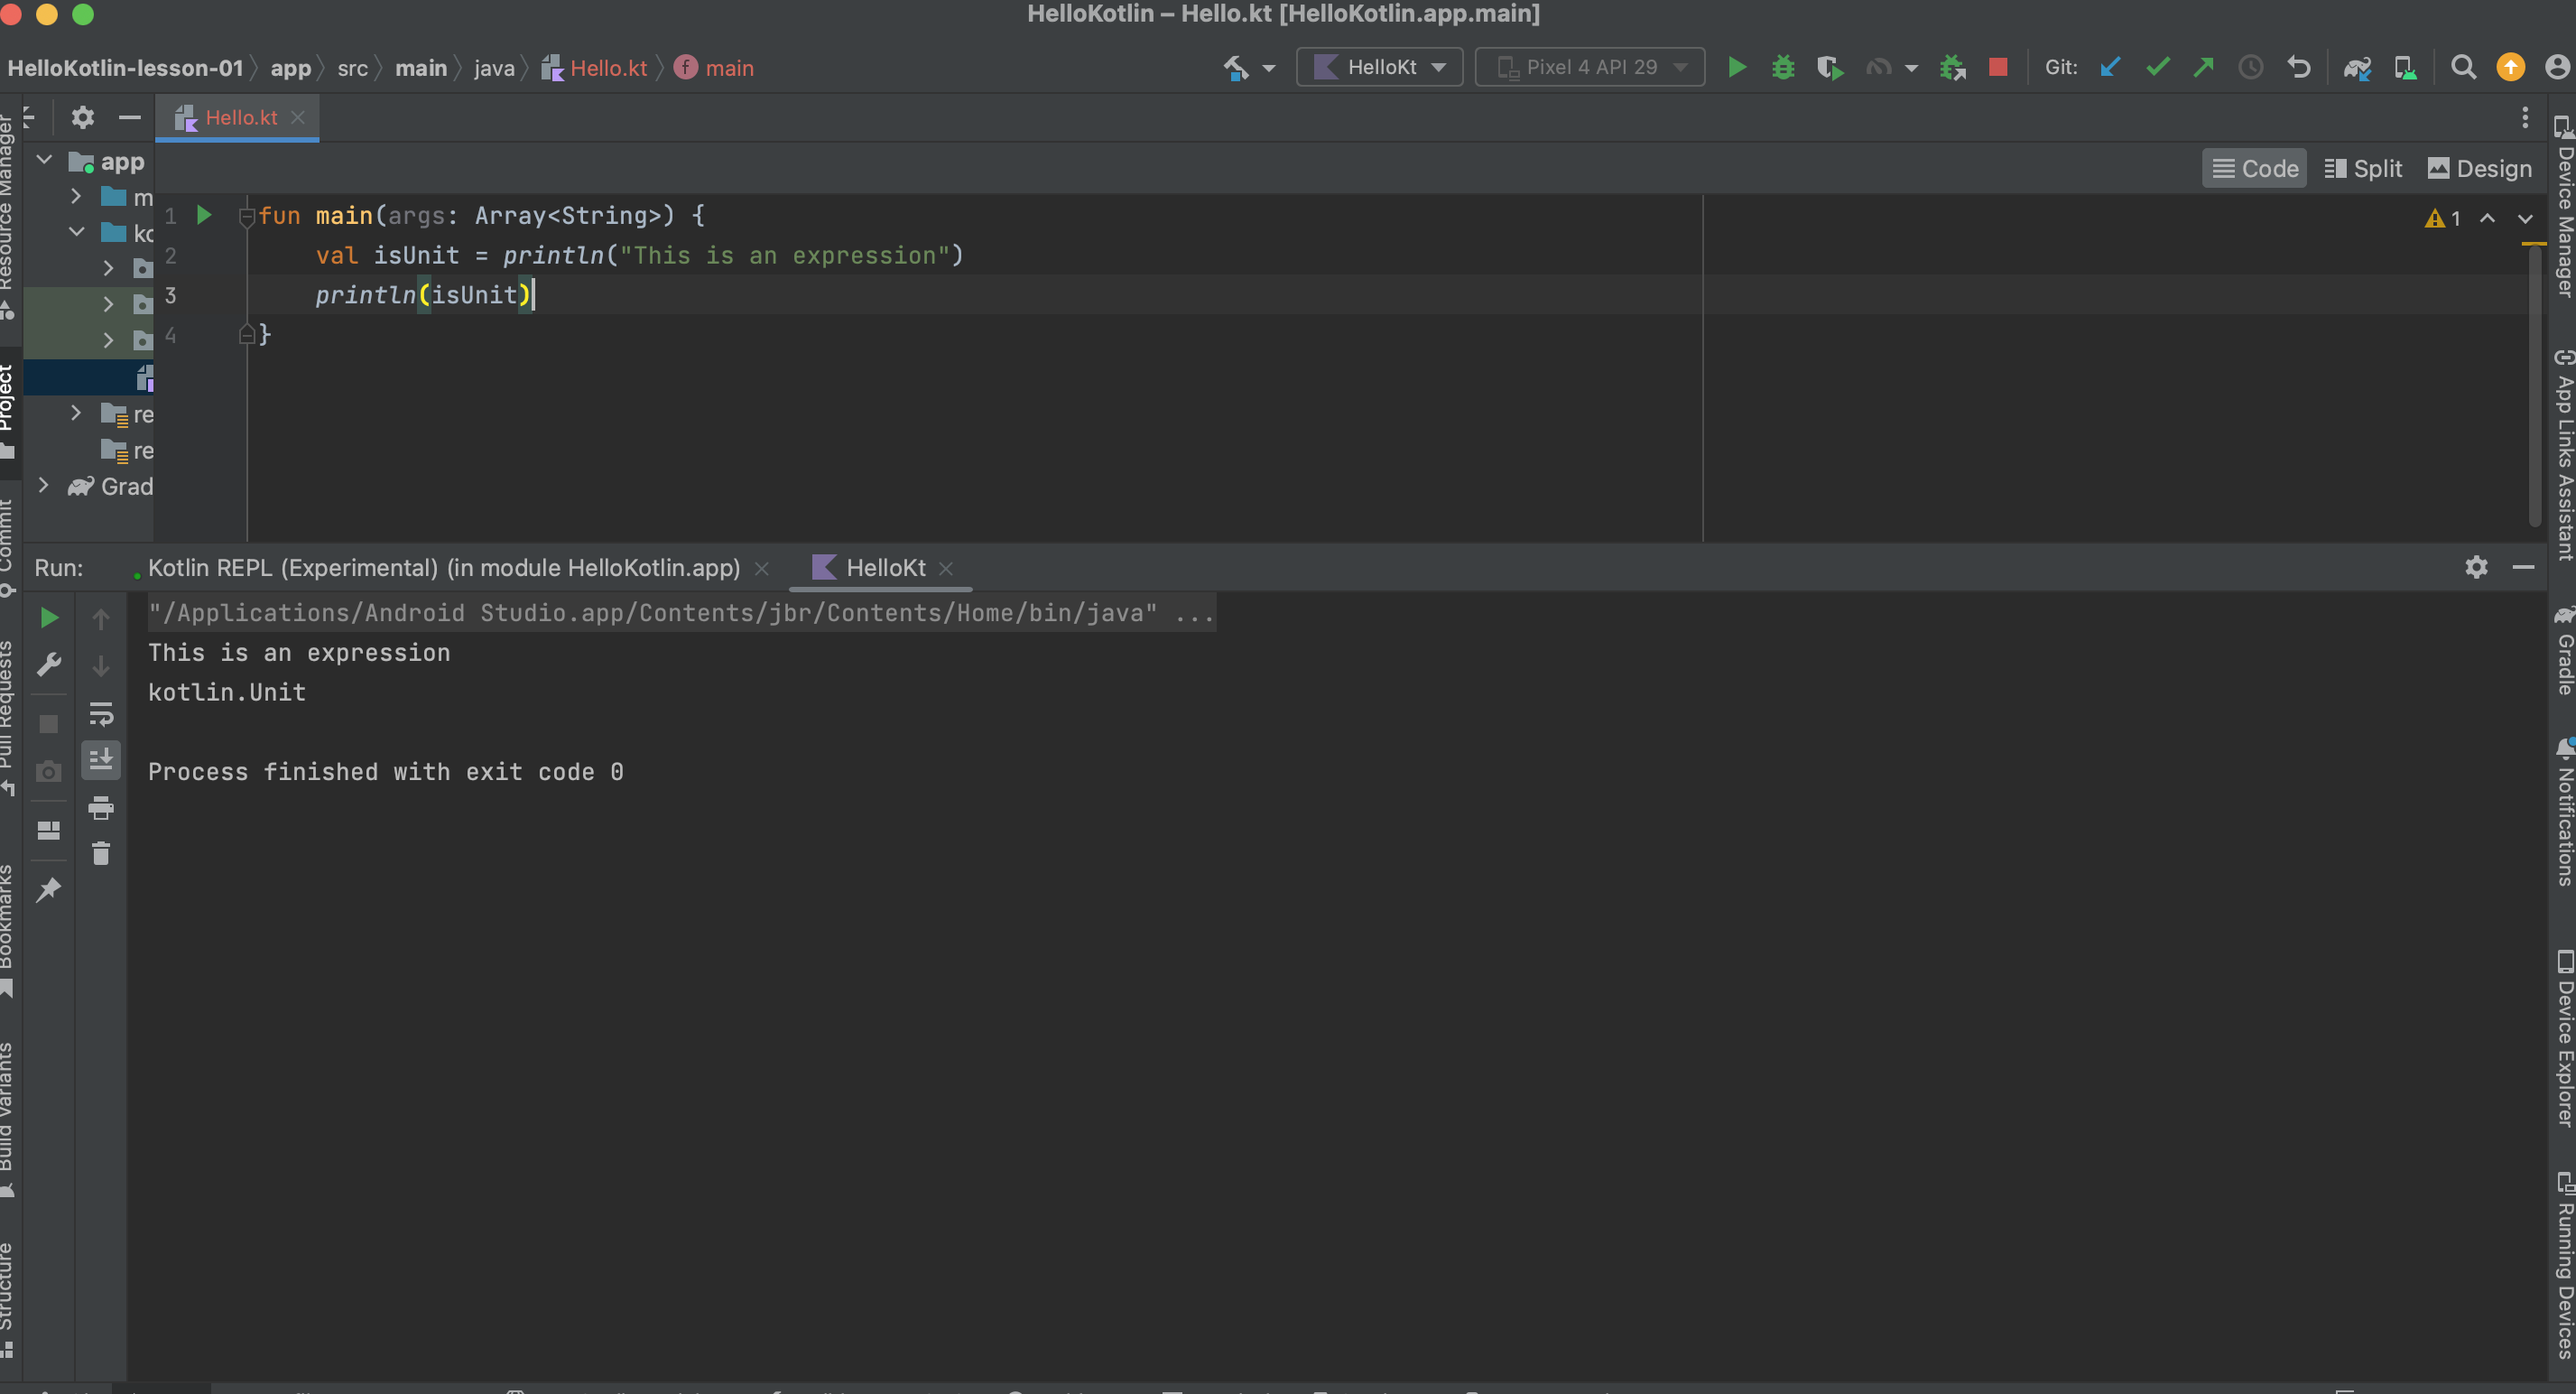 HelloKotlin – Hello.kt [HelloKotlin.app.main]
HelloKotlin-lesson-01 app src main java Hello.kt main
HelloKt Pixel 4 API 29 Git:
Hello.kt
Code Split Design
app
Grad
1 fun main(args: Array<String>) {
2 val isUnit = println("This is an expression")
3 println(isUnit)
4 }
1
Run: Kotlin REPL (Experimental) (in module HelloKotlin.app) HelloKt
"/Applications/Android Studio.app/Contents/jbr/Contents/Home/bin/java" ...
This is an expression
kotlin.Unit
Process finished with exit code 0
Resource Manager
Project
Commit
Pull Requests
Bookmarks
Build Variants
Structure
Device Manager
App Links Assistant
Gradle
Notifications
Device Explorer
Running Devices